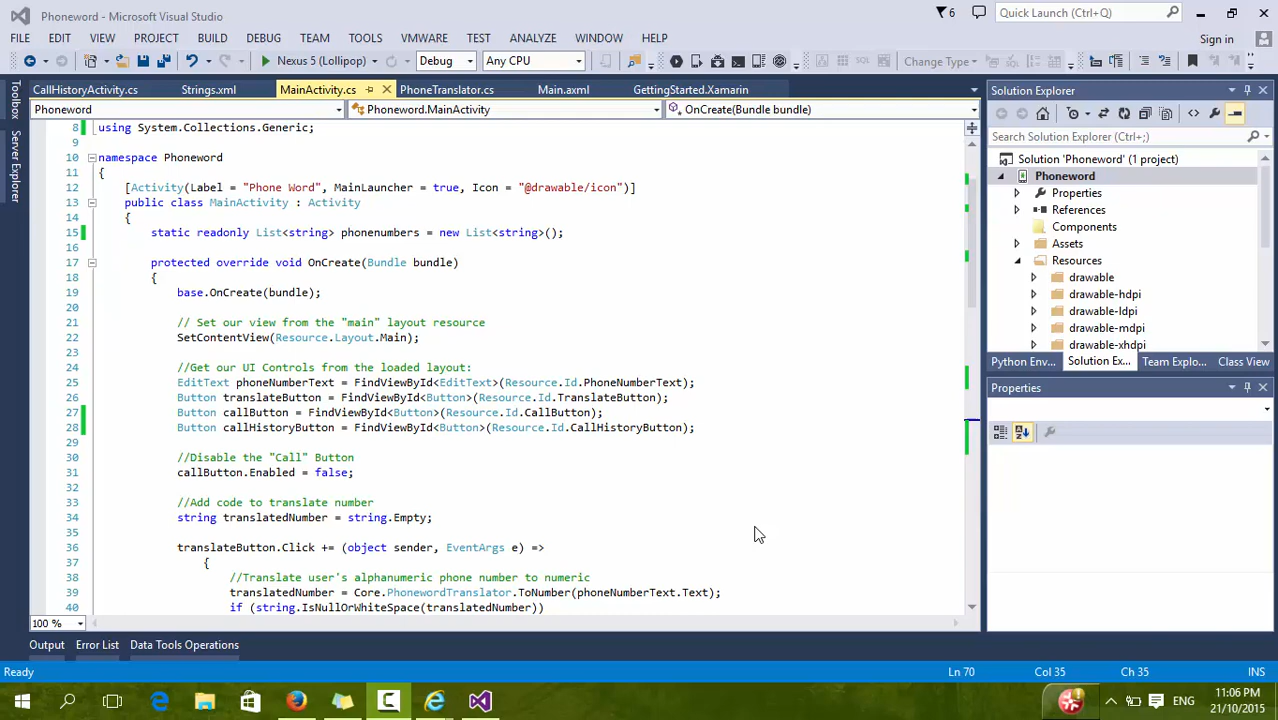 Phoneword - Microsoft Visual Studio
6
Quick Launch (Ctrl+Q)
FILE EDIT VIEW PROJECT BUILD DEBUG TEAM TOOLS VMWARE TEST ANALYZE WINDOW HELP
Sign in
Nexus 5 (Lollipop) Debug Any CPU Change Type
Toolbox
Server Explorer
CallHistoryActivity.cs Strings.xml MainActivity.cs PhoneTranslator.cs Main.axml GettingStarted.Xamarin
Phoneword Phoneword.MainActivity OnCreate(Bundle bundle)
8 using System.Collections.Generic;
9
10 namespace Phoneword
11 {
12 [Activity(Label = "Phone Word", MainLauncher = true, Icon = "@drawable/icon")]
13 public class MainActivity : Activity
14 {
15 static readonly List<string> phonenumbers = new List<string>();
16
17 protected override void OnCreate(Bundle bundle)
18 {
19 base.OnCreate(bundle);
20
21 // Set our view from the "main" layout resource
22 SetContentView(Resource.Layout.Main);
23
24 //Get our UI Controls from the loaded layout:
25 EditText phoneNumberText = FindViewById<EditText>(Resource.Id.PhoneNumberText);
26 Button translateButton = FindViewById<Button>(Resource.Id.TranslateButton);
27 Button callButton = FindViewById<Button>(Resource.Id.CallButton);
28 Button callHistoryButton = FindViewById<Button>(Resource.Id.CallHistoryButton);
29
30 //Disable the "Call" Button
31 callButton.Enabled = false;
32
33 //Add code to translate number
34 string translatedNumber = string.Empty;
35
36 translateButton.Click += (object sender, EventArgs e) =>
37 {
38 //Translate user's alphanumeric phone number to numeric
39 translatedNumber = Core.PhonewordTranslator.ToNumber(phoneNumberText.Text);
40 if (string.IsNullOrWhiteSpace(translatedNumber))
100 %
Solution Explorer
Search Solution Explorer (Ctrl+;)
Solution 'Phoneword' (1 project)
Phoneword
Properties
References
Components
Assets
Resources
drawable
drawable-hdpi
drawable-ldpi
drawable-mdpi
drawable-xhdpi
Python Env... Solution Ex... Team Explo... Class View
Properties
Output Error List Data Tools Operations
Ready Ln 70 Col 35 Ch 35 INS
ENG
11:06 PM
21/10/2015